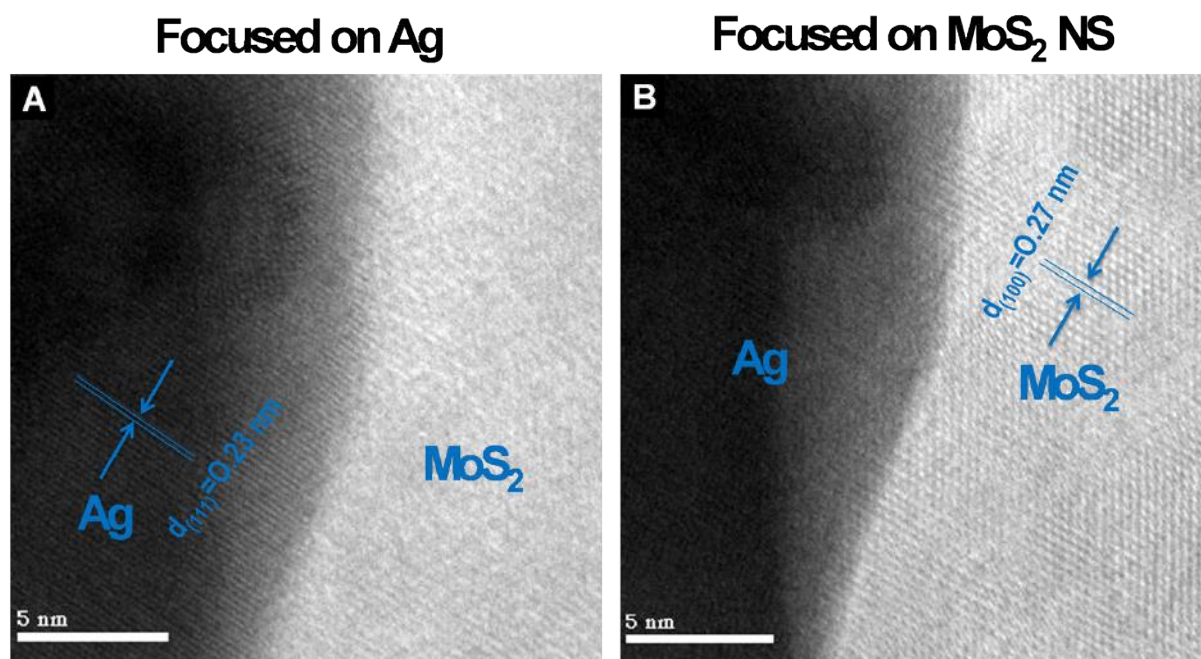 Focused on Ag
Focused on MoS₂ NS
A
d(111)=0.23 nm
Ag
MoS₂
5 nm
B
d(100)=0.27 nm
Ag
MoS₂
5 nm